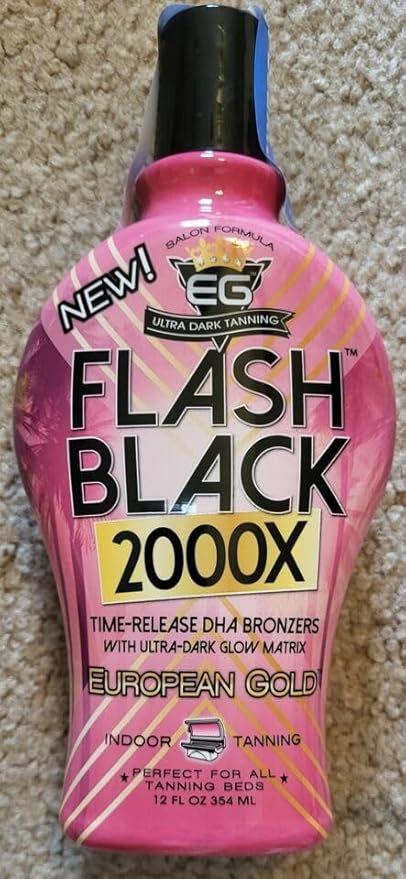 SALON FORMULA
NEW!
EG
ULTRA DARK TANNING
FLASH™
BLACK
2000X
TIME-RELEASE DHA BRONZERS
WITH ULTRA-DARK GLOW MATRIX
EUROPEAN GOLD™
INDOOR TANNING
★PERFECT FOR ALL★
TANNING BEDS
12 FL OZ 354 ML